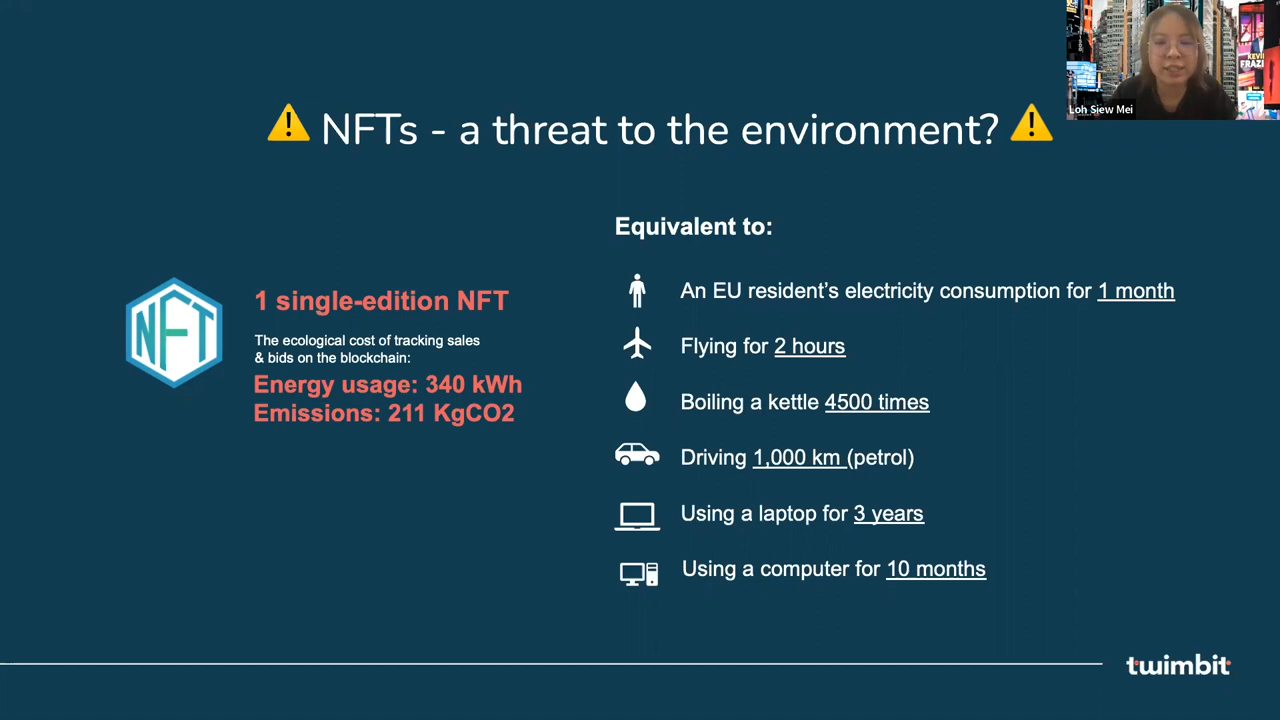 KEVIN
FRAZI
Loh Siew Mei
NFTs - a threat to the environment?
Equivalent to:
NFT
1 single-edition NFT
The ecological cost of tracking sales
& bids on the blockchain:
Energy usage: 340 kWh
Emissions: 211 KgCO2
An EU resident's electricity consumption for 1 month
Flying for 2 hours
Boiling a kettle 4500 times
Driving 1,000 km (petrol)
Using a laptop for 3 years
Using a computer for 10 months
twimbit